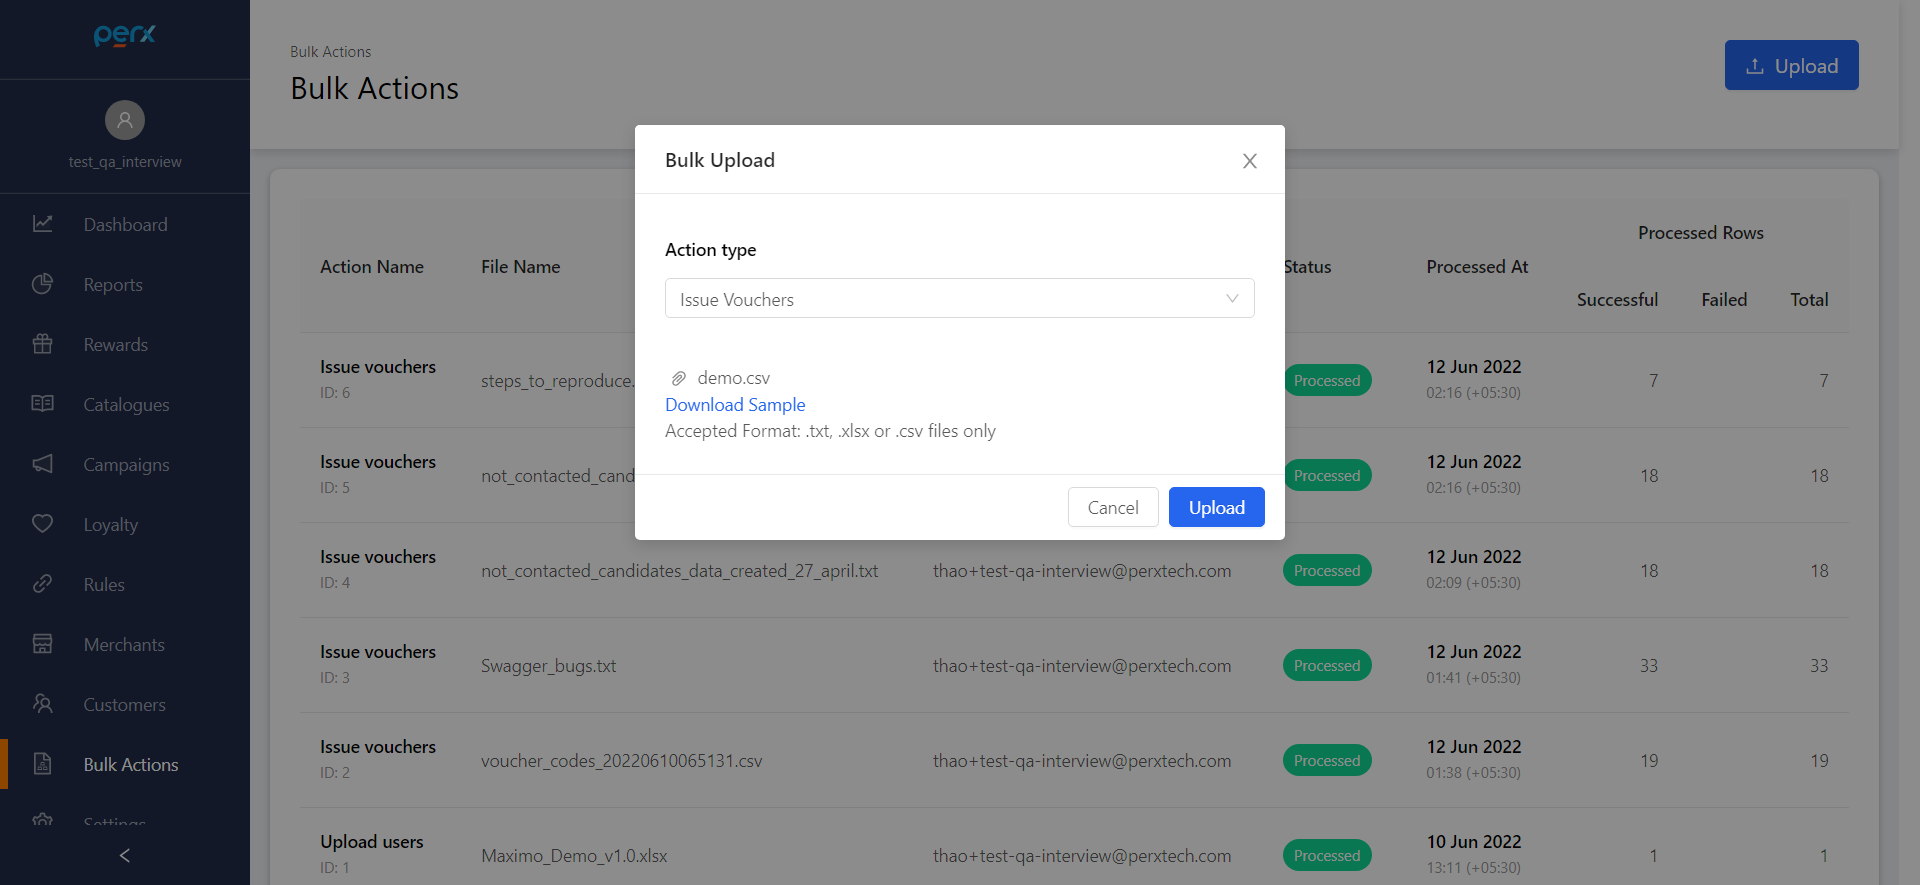 perx
test_qa_interview
Dashboard
Reports
Rewards
Catalogues
Campaigns
Loyalty
Rules
Merchants
Customers
Bulk Actions
Settings
Bulk Actions
Bulk Actions
Upload
Bulk Upload
Action type
Issue Vouchers
demo.csv
Download Sample
Accepted Format: .txt, .xlsx or .csv files only
Cancel
Upload
Action Name File Name Status Processed At Processed Rows
Successful Failed Total
Issue vouchers
ID: 6
steps_to_reproduce.
Processed
12 Jun 2022
02:16 (+05:30)
7 7
Issue vouchers
ID: 5
not_contacted_cand
Processed
12 Jun 2022
02:16 (+05:30)
18 18
Issue vouchers
ID: 4
not_contacted_candidates_data_created_27_april.txt
thao+test-qa-interview@perxtech.com
Processed
12 Jun 2022
02:09 (+05:30)
18 18
Issue vouchers
ID: 3
Swagger_bugs.txt
thao+test-qa-interview@perxtech.com
Processed
12 Jun 2022
01:41 (+05:30)
33 33
Issue vouchers
ID: 2
voucher_codes_20220610065131.csv
thao+test-qa-interview@perxtech.com
Processed
12 Jun 2022
01:38 (+05:30)
19 19
Upload users
ID: 1
Maximo_Demo_v1.0.xlsx
thao+test-qa-interview@perxtech.com
Processed
10 Jun 2022
13:11 (+05:30)
1 1